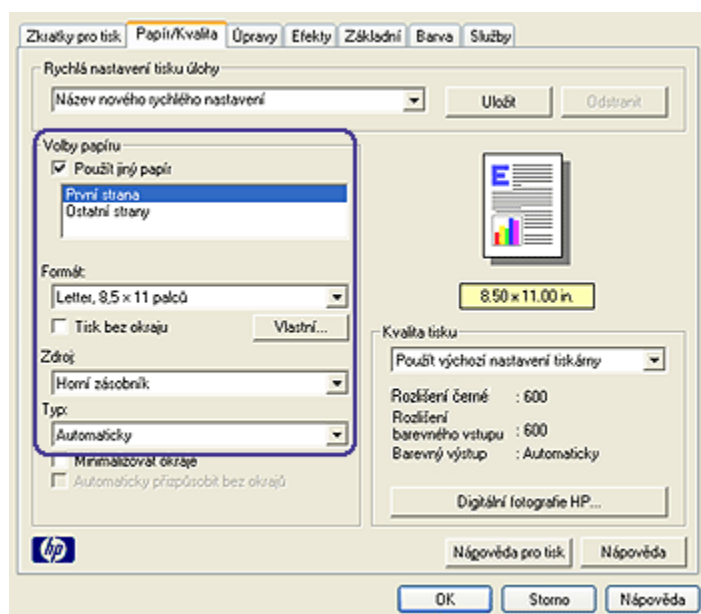 Zkratky pro tisk Papír/Kvalita Úpravy Efekty Základní Barva Služby
Rychlá nastavení tisku úlohy
Název nového rychlého nastavení Uložit Odstranit
Volby papíru
Použít jiný papír
První strana
Ostatní strany
E
Formát:
Letter, 8,5 × 11 palců
8.50 × 11.00 in.
Tisk bez okraju Vlastní...
Kvalita tisku
Zdroj:
Použít výchozí nastavení tiskárny
Horní zásobník
Rozlišení černé : 600
Typ:
Rozlišení
barevného vstupu : 600
Automaticky
Barevný výstup : Automaticky
Minimalizovat okraje
Automaticky přizpůsobit bez okrajů
Digitální fotografie HP...
hp
Nápověda pro tisk Nápověda
OK Storno Nápověda